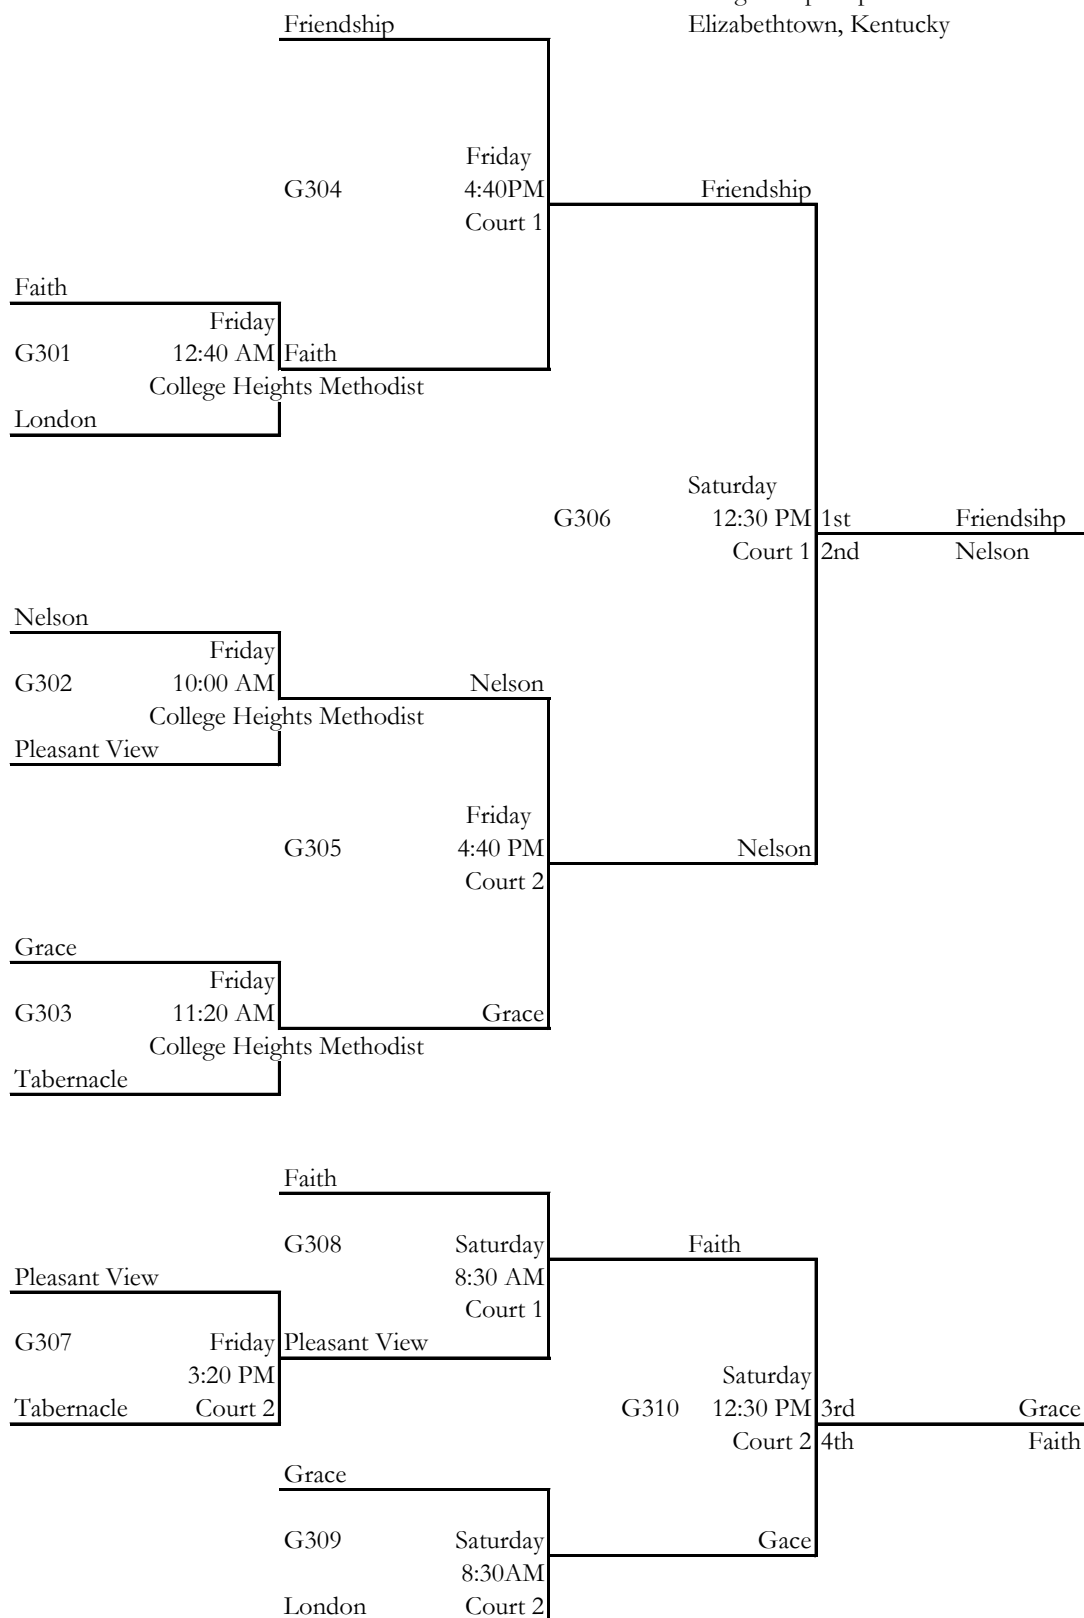 Friendship
Elizabethtown, Kentucky
Friday
G304 4:40PM Friendship
Court 1
Faith
Friday
G301 12:40 AM Faith
College Heights Methodist
London
Saturday
G306 12:30 PM 1st Friendsihp
Court 1 2nd Nelson
Nelson
Friday
G302 10:00 AM Nelson
College Heights Methodist
Pleasant View
Friday
G305 4:40 PM Nelson
Court 2
Grace
Friday
G303 11:20 AM Grace
College Heights Methodist
Tabernacle
Faith
G308 Saturday Faith
Pleasant View 8:30 AM
Court 1
G307 Friday Pleasant View
3:20 PM Saturday
Tabernacle Court 2 G310 12:30 PM 3rd Grace
Court 2 4th Faith
Grace
G309 Saturday Gace
8:30AM
London Court 2